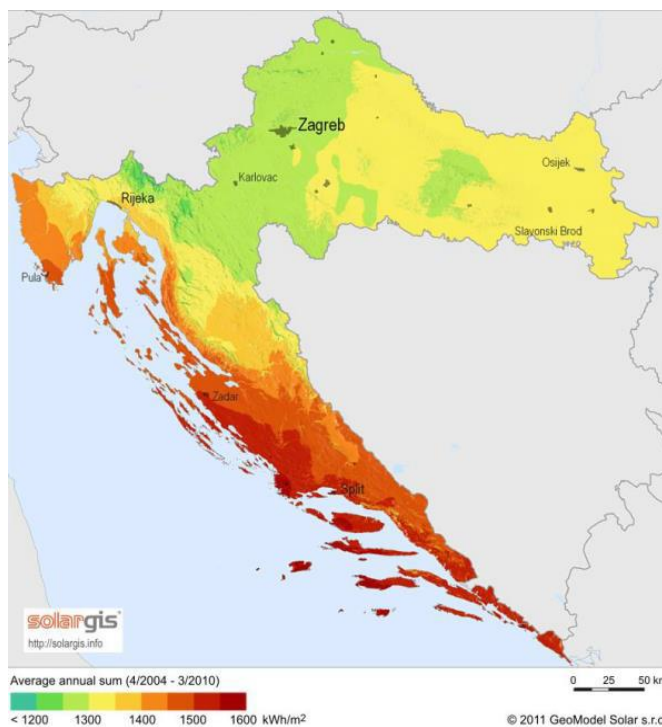 Zagreb
Karlovac
Osijek
Rijeka
Slavonski Brod
Pula
Zadar
Split
solargis
http://solargis.info
Average annual sum (4/2004 - 3/2010)
< 1200 1300 1400 1500 1600 kWh/m²
0 25 50 km
© 2011 GeoModel Solar s.r.o